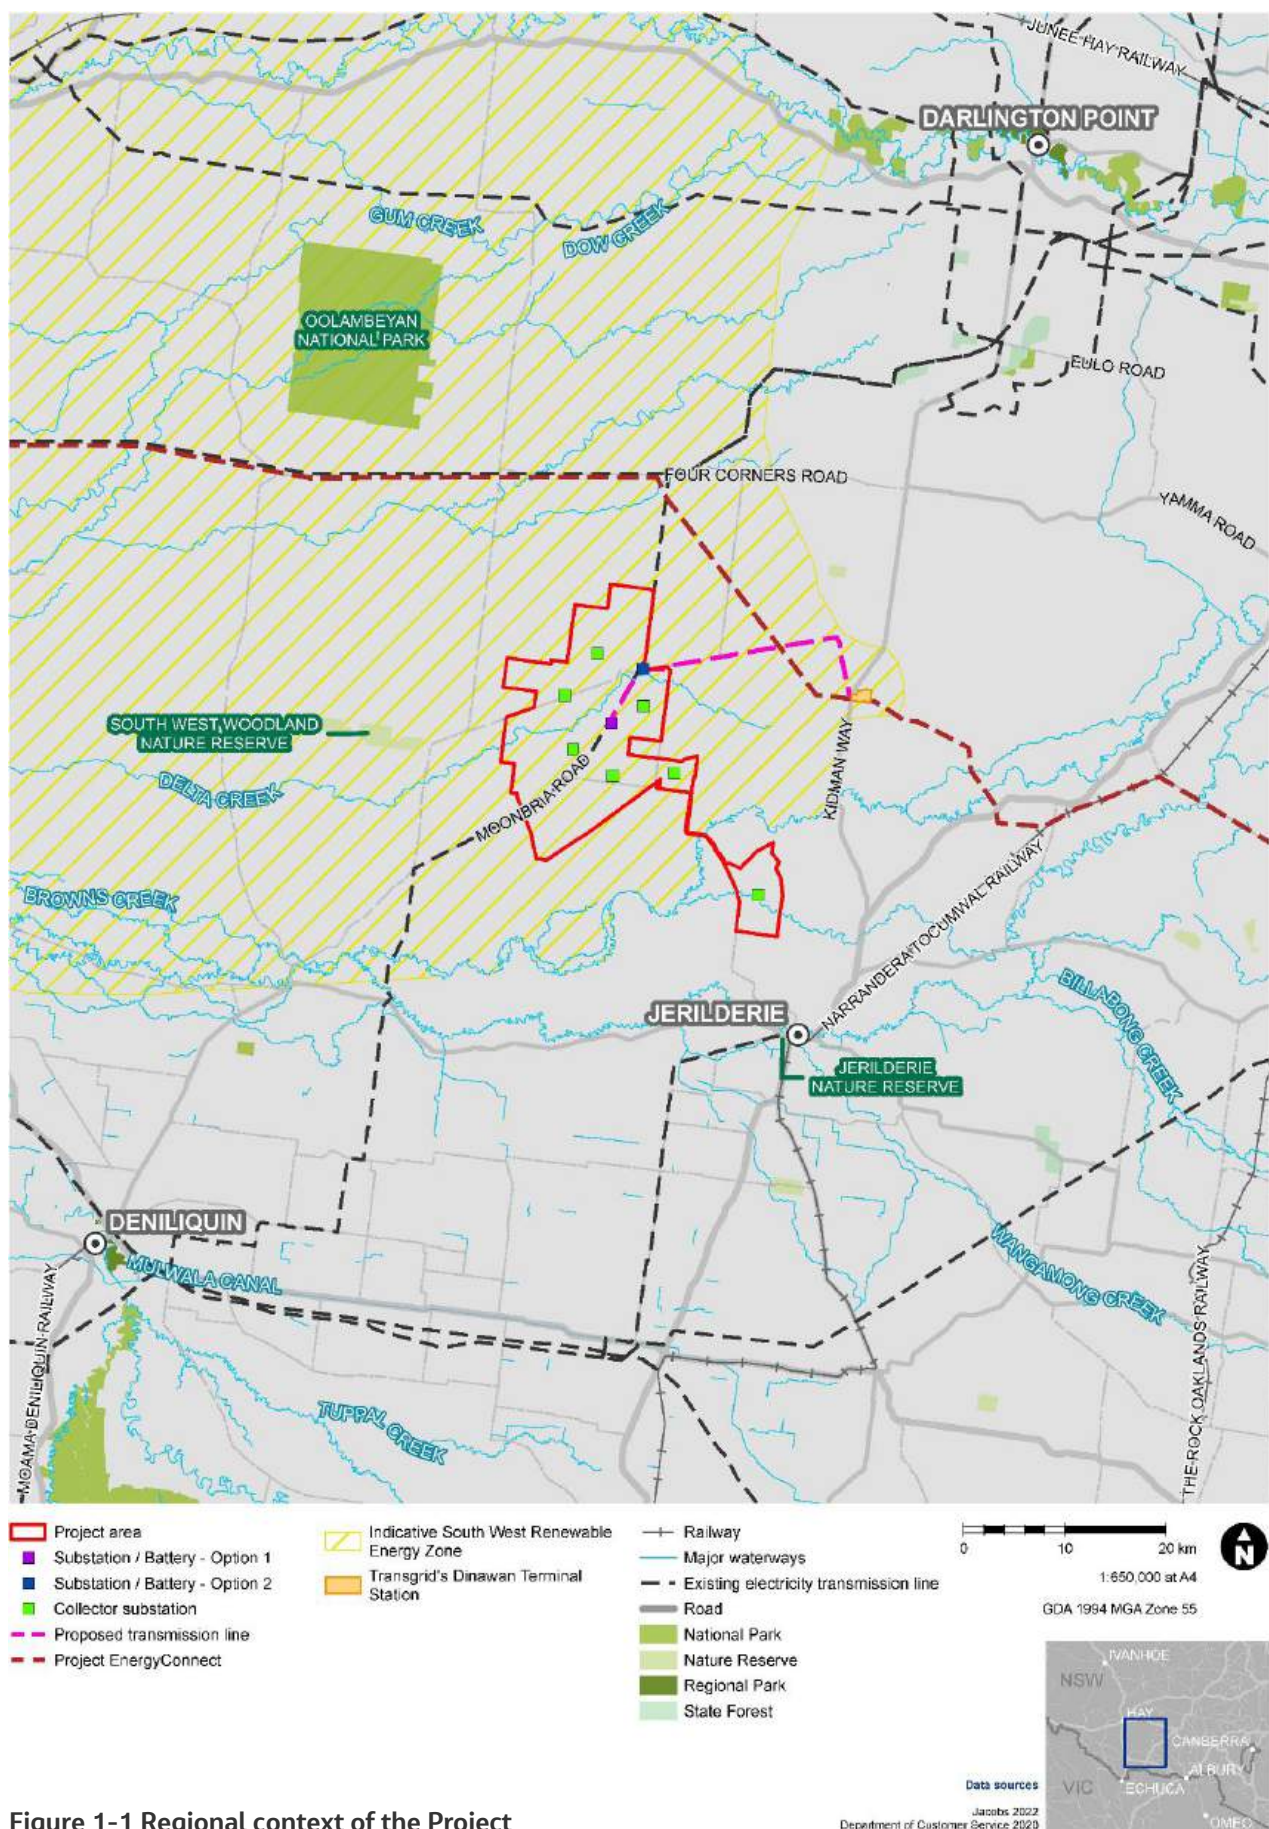 JUNEE HAY RAILWAY
DARLINGTON POINT
GUM CREEK
DOW CREEK
OOLAMBEYAN
NATIONAL PARK
EULO ROAD
FOUR CORNERS ROAD
YAMMA ROAD
SOUTH WEST WOODLAND
NATURE RESERVE
DELTA CREEK
MOONBRIA ROAD
KIDMAN WAY
BROWNS CREEK
NARRANDERA TOCUMWAL RAILWAY
BILLABONG CREEK
JERILDERIE
JERILDERIE
NATURE RESERVE
DENILIQUIN
MULWALA CANAL
WANGAMONG CREEK
MOAMA DENILIQUIN RAILWAY
THE ROCK OAKLANDS RAILWAY
TUPPAL CREEK
Project area
Substation / Battery - Option 1
Substation / Battery - Option 2
Collector substation
Proposed transmission line
Project EnergyConnect
Indicative South West Renewable
Energy Zone
Transgrid's Dinawan Terminal
Station
Railway
Major waterways
Existing electricity transmission line
Road
National Park
Nature Reserve
Regional Park
State Forest
0 10 20 km
N
1:650,000 at A4
GDA 1994 MGA Zone 55
IVANHOE
NSW
HAY
CANBERRA
ALBURY
VIC
ECHUCA
OMEO
Data sources
Jacobs 2022
Department of Customer Service 2020
Figure 1-1 Regional context of the Project